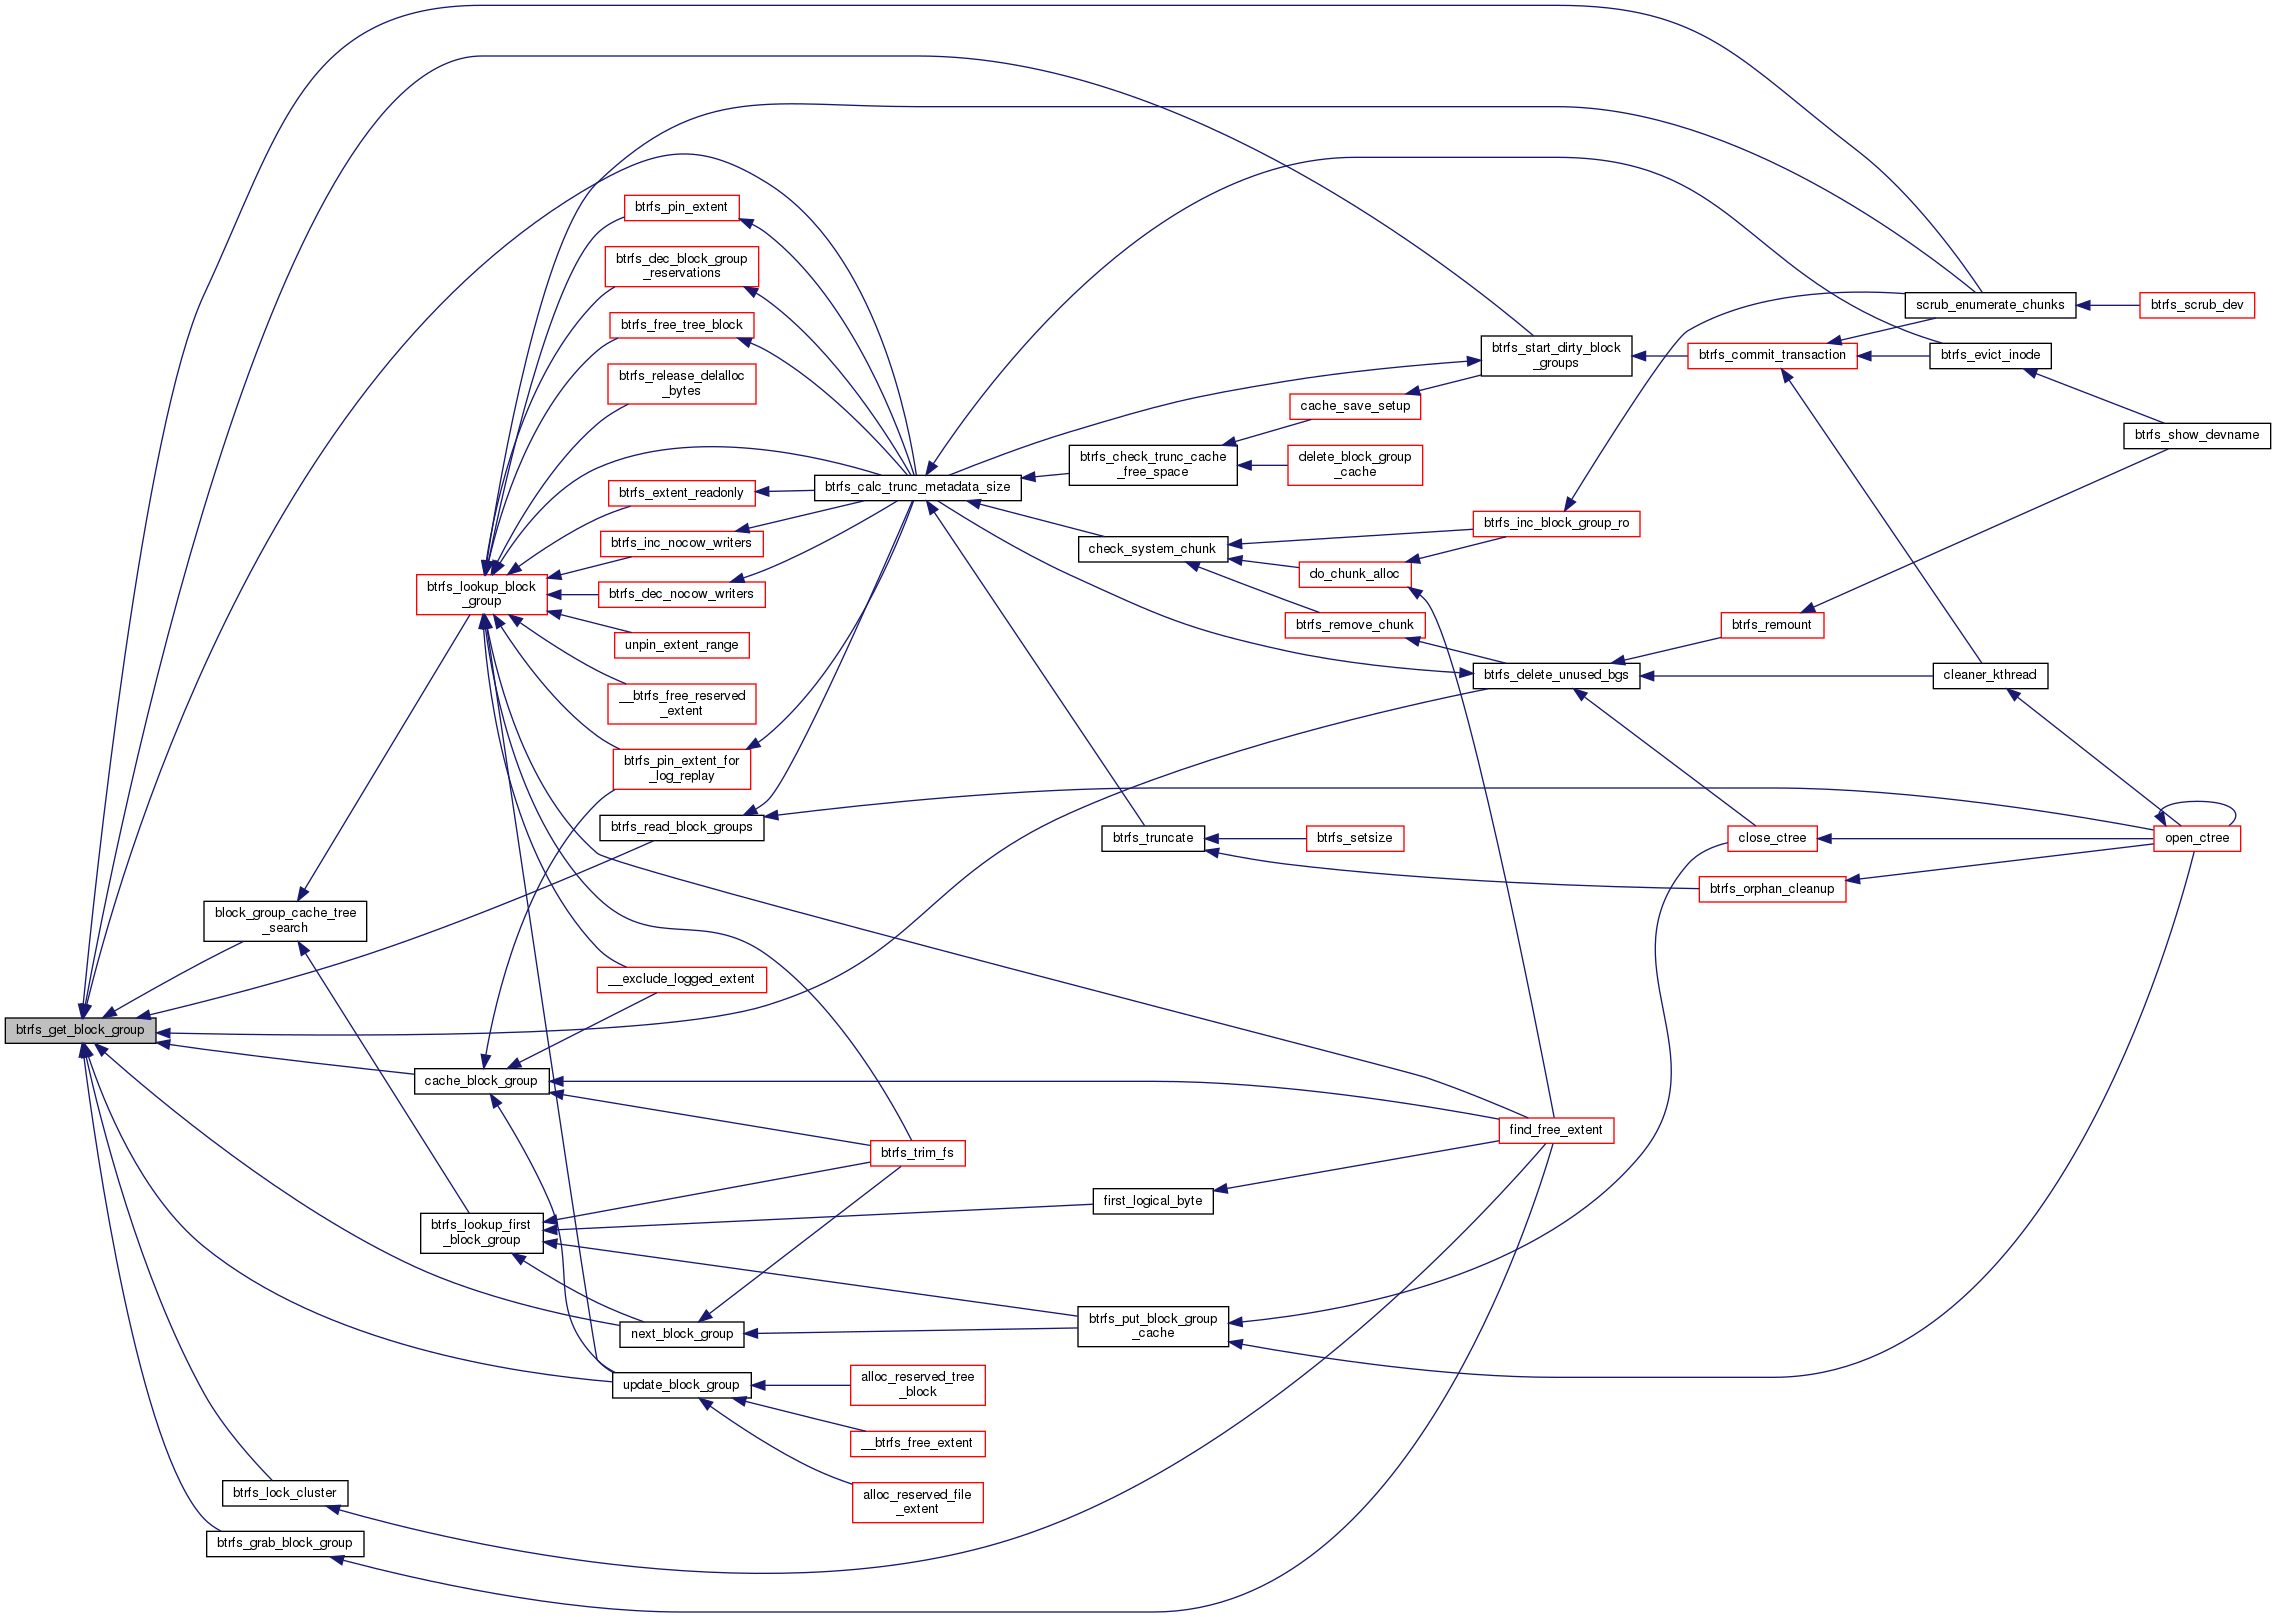 btrfs_pin_extent
btrfs_dec_block_group
_reservations
btrfs_free_tree_block
btrfs_release_delalloc
_bytes
btrfs_extent_readonly
btrfs_inc_nocow_writers
btrfs_dec_nocow_writers
unpin_extent_range
__btrfs_free_reserved
_extent
btrfs_pin_extent_for
_log_replay
btrfs_read_block_groups
btrfs_lookup_block
_group
block_group_cache_tree
_search
btrfs_get_block_group
__exclude_logged_extent
cache_block_group
btrfs_trim_fs
btrfs_lookup_first
_block_group
next_block_group
update_block_group
alloc_reserved_tree
_block
__btrfs_free_extent
alloc_reserved_file
_extent
btrfs_lock_cluster
btrfs_grab_block_group
btrfs_calc_trunc_metadata_size
btrfs_check_trunc_cache
_free_space
check_system_chunk
btrfs_truncate
first_logical_byte
btrfs_put_block_group
_cache
cache_save_setup
delete_block_group
_cache
do_chunk_alloc
btrfs_remove_chunk
btrfs_setsize
btrfs_start_dirty_block
_groups
btrfs_inc_block_group_ro
btrfs_delete_unused_bgs
find_free_extent
btrfs_commit_transaction
btrfs_remount
close_ctree
btrfs_orphan_cleanup
scrub_enumerate_chunks
btrfs_evict_inode
cleaner_kthread
btrfs_scrub_dev
btrfs_show_devname
open_ctree